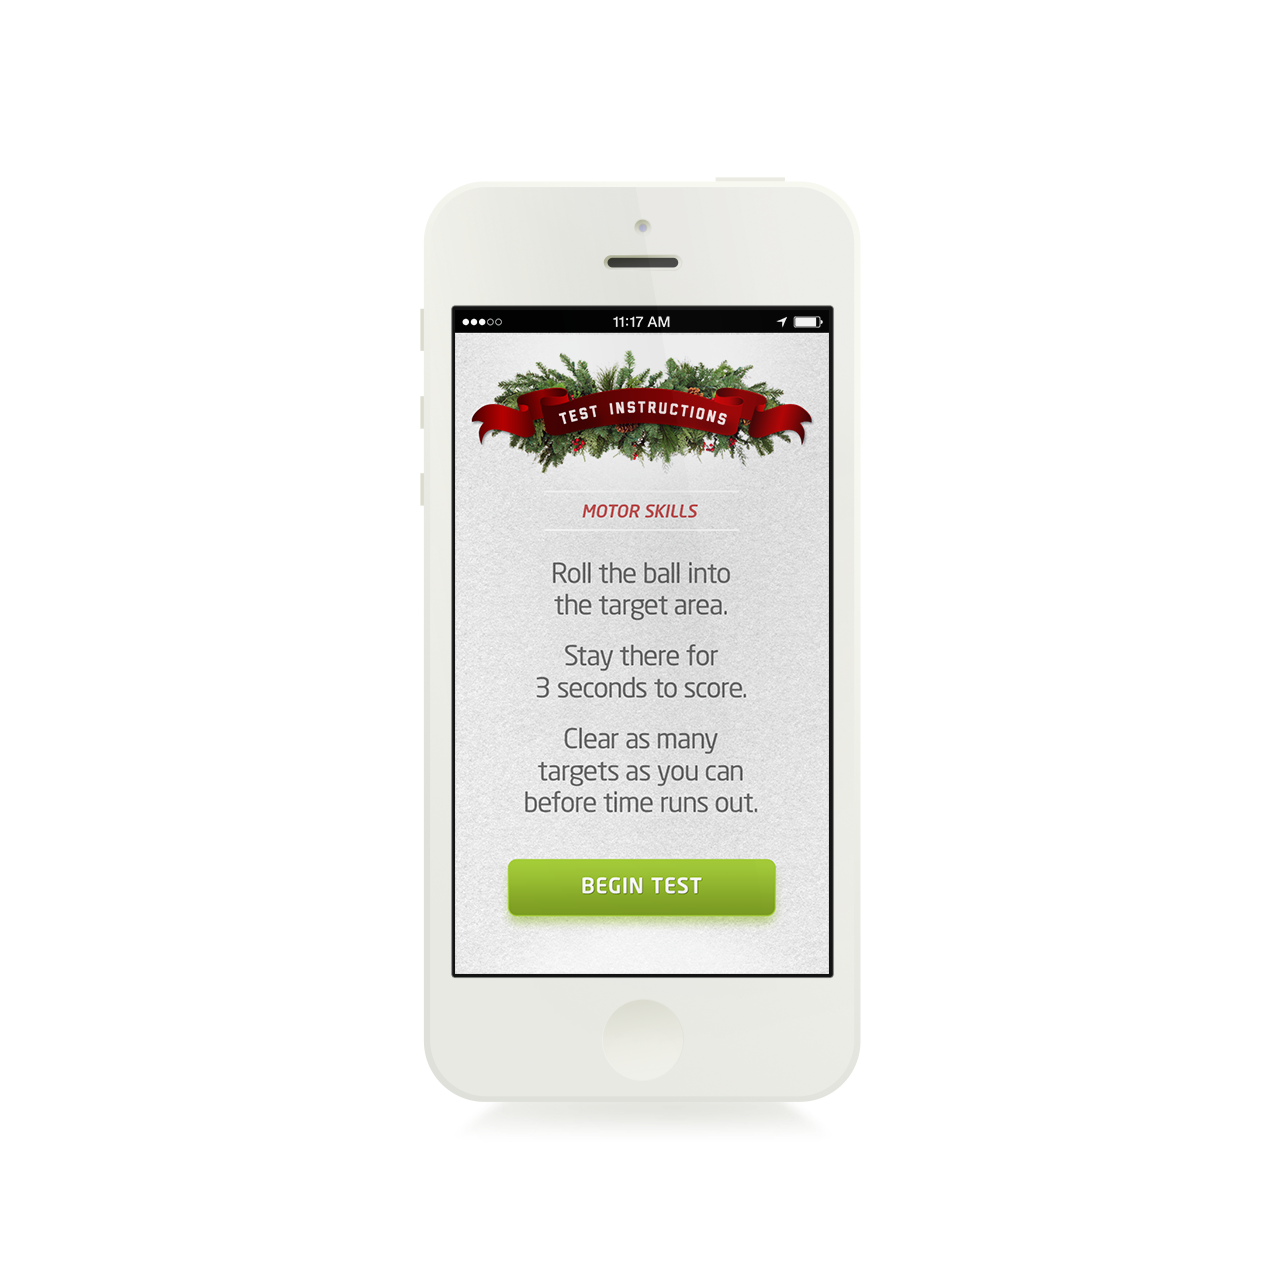 11:17 AM
TEST INSTRUCTIONS
MOTOR SKILLS
Roll the ball into
the target area.
Stay there for
3 seconds to score.
Clear as many
targets as you can
before time runs out.
BEGIN TEST